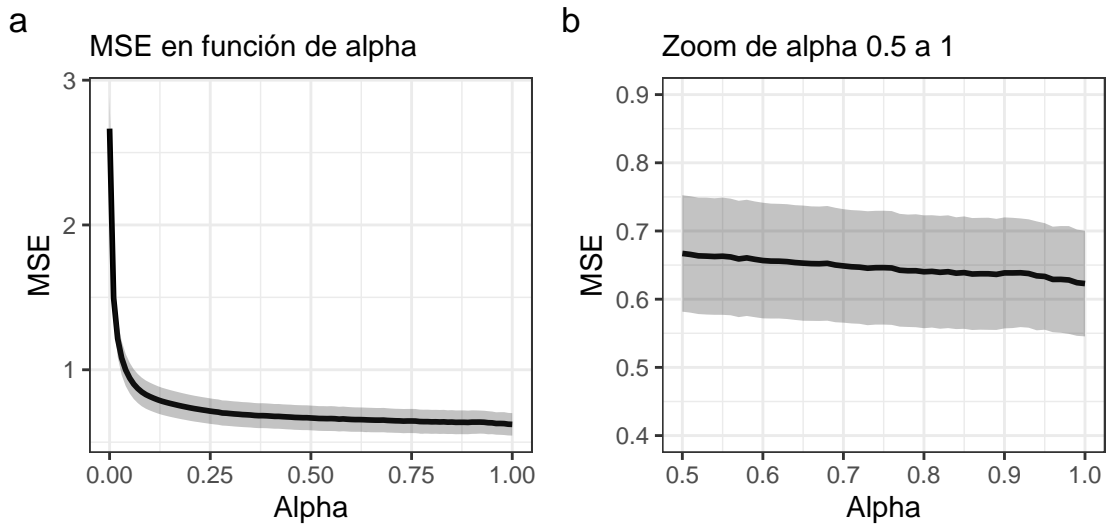 a
MSE en función de alpha
3
2
1
MSE
0.00 0.25 0.50 0.75 1.00
Alpha
b
Zoom de alpha 0.5 a 1
0.9
0.8
0.7
0.6
0.5
0.4
MSE
0.5 0.6 0.7 0.8 0.9 1.0
Alpha